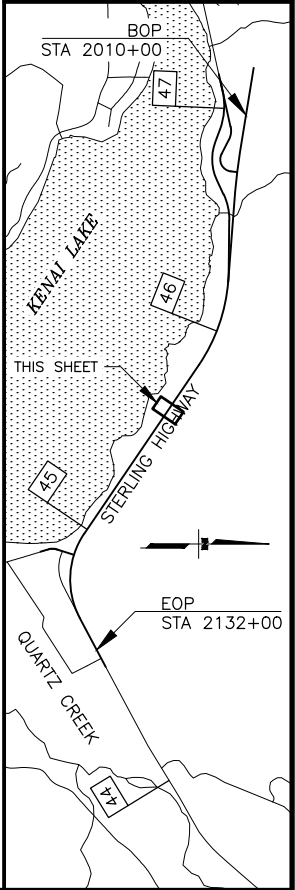 BOP
STA 2010+00
47
KENAI LAKE
46
THIS SHEET
STERLING HIGHWAY
45
EOP
STA 2132+00
QUARTZ CREEK
44